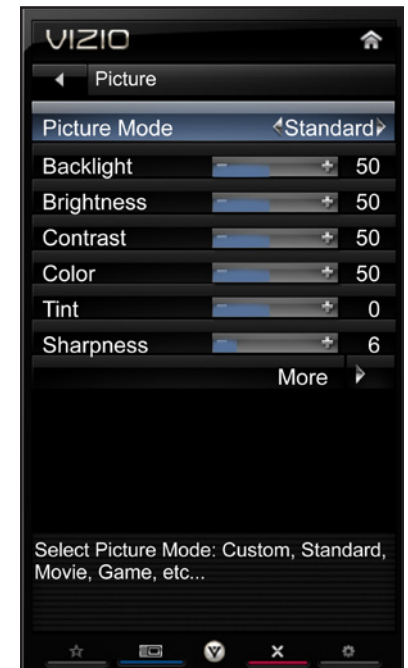 VIZIO
Picture
Picture Mode Standard
Backlight - + 50
Brightness - + 50
Contrast - + 50
Color - + 50
Tint - + 0
Sharpness - + 6
More
Select Picture Mode: Custom, Standard,
Movie, Game, etc...
V